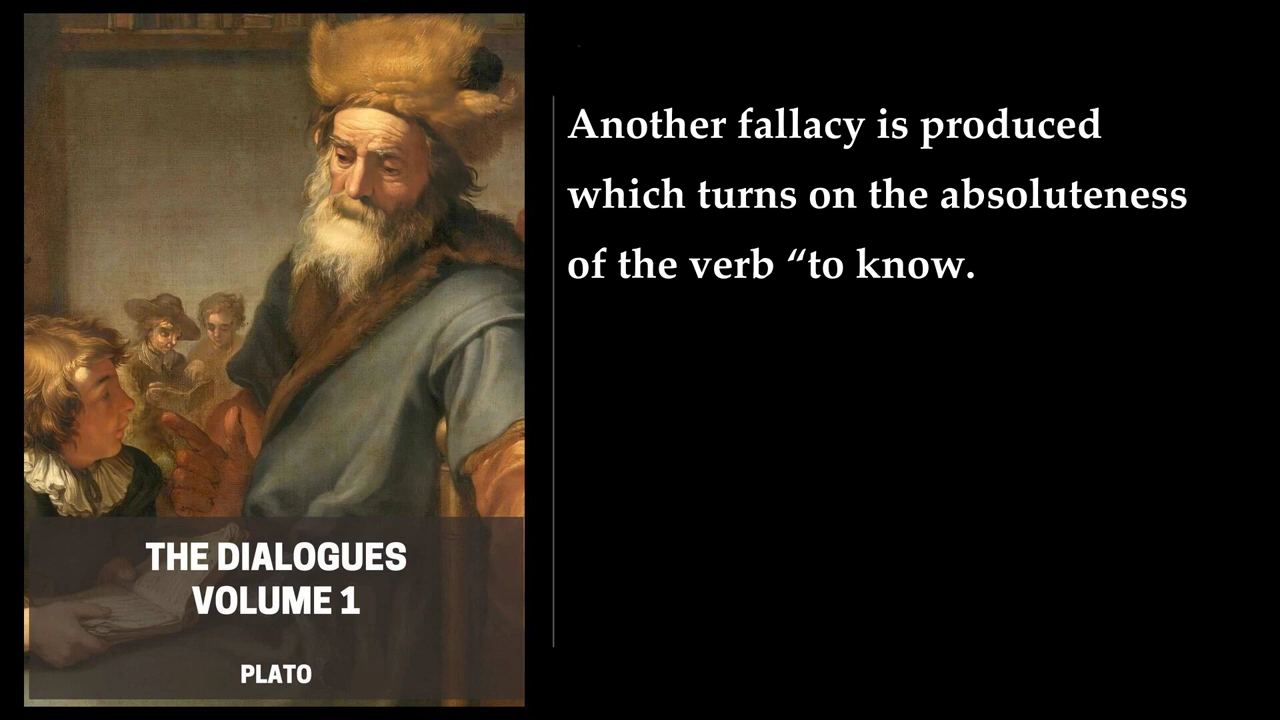 Another fallacy is produced
which turns on the absoluteness
of the verb “to know.
THE DIALOGUES
VOLUME 1
PLATO